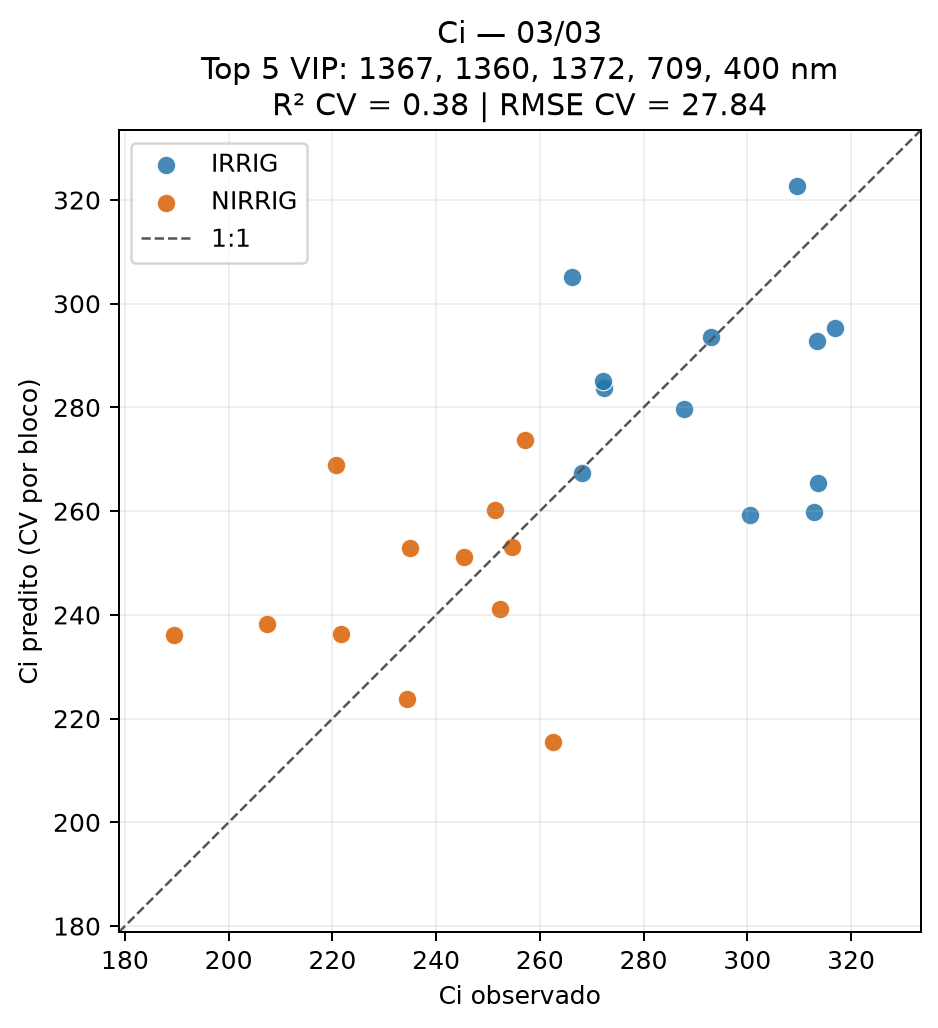 Ci — 03/03
Top 5 VIP: 1367, 1360, 1372, 709, 400 nm
R² CV = 0.38 | RMSE CV = 27.84
IRRIG
NIRRIG
1:1
Ci predito (CV por bloco)
320
300
280
260
240
220
200
180
180 200 220 240 260 280 300 320
Ci observado